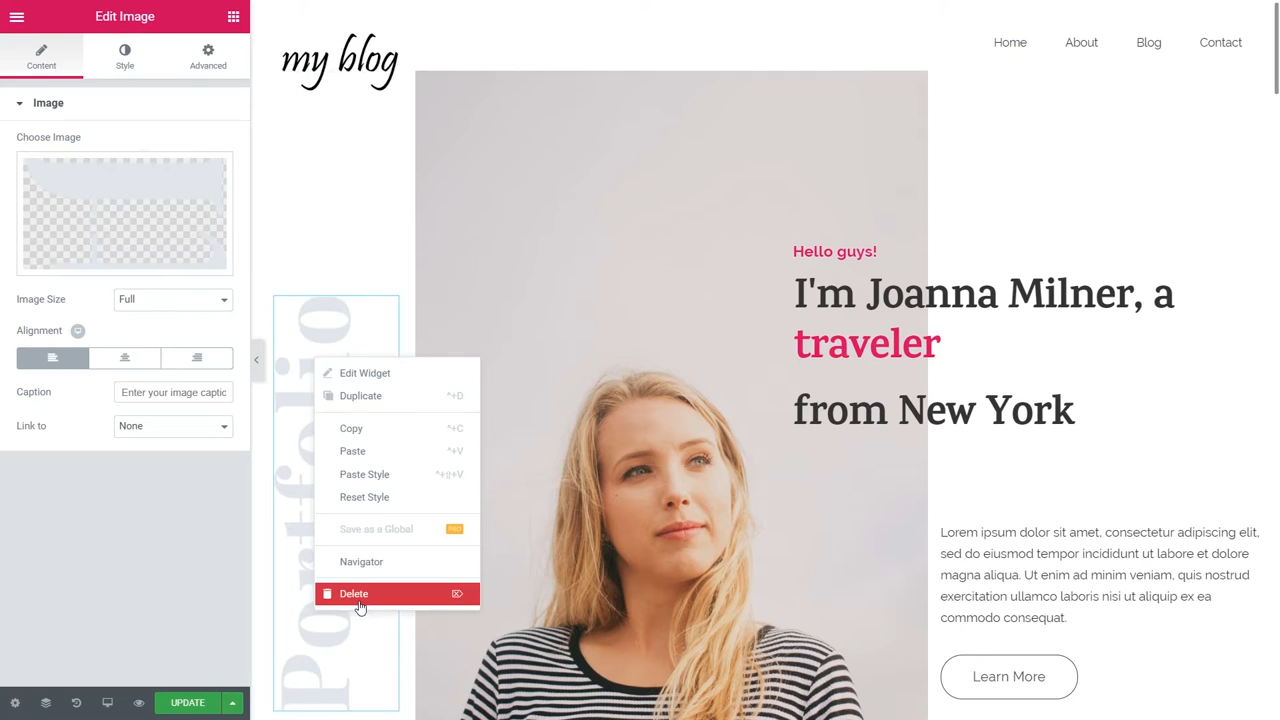 Edit Image
Content
Style
Advanced
Image
Choose Image
Image Size
Full
Alignment
Caption
Enter your image captic
Link to
None
UPDATE
my blog
Home
About
Blog
Contact
Hello guys!
I'm Joanna Milner, a
traveler
from New York
Lorem ipsum dolor sit amet, consectetur adipiscing elit,
sed do eiusmod tempor incididunt ut labore et dolore
magna aliqua. Ut enim ad minim veniam, quis nostrud
exercitation ullamco laboris nisi ut aliquip ex ea
commodo consequat.
Learn More
Portfolio
Edit Widget
Duplicate ^+D
Copy ^+C
Paste ^+V
Paste Style ^+⇧+V
Reset Style
Save as a Global PRO
Navigator
Delete